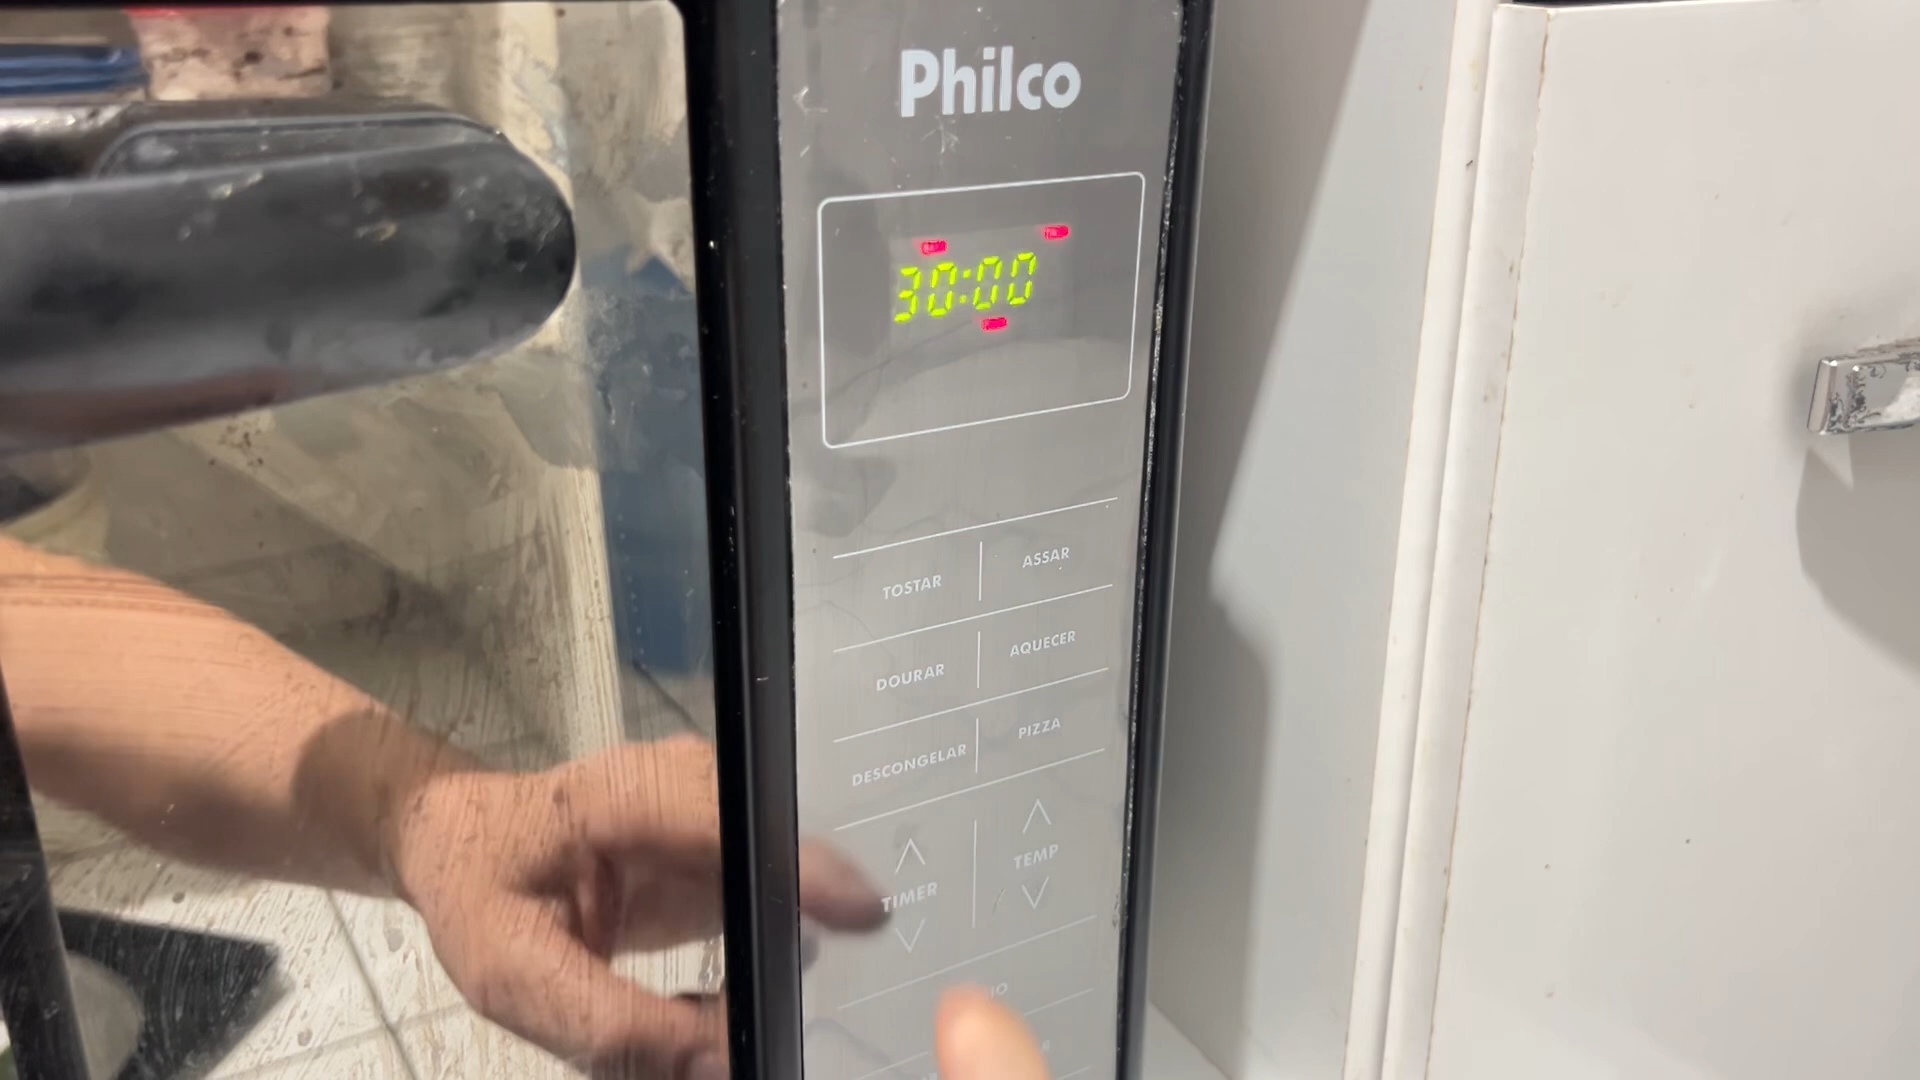 Philco
30:00
TOSTAR
ASSAR
DOURAR
AQUECER
DESCONGELAR
PIZZA
TIMER
TEMP